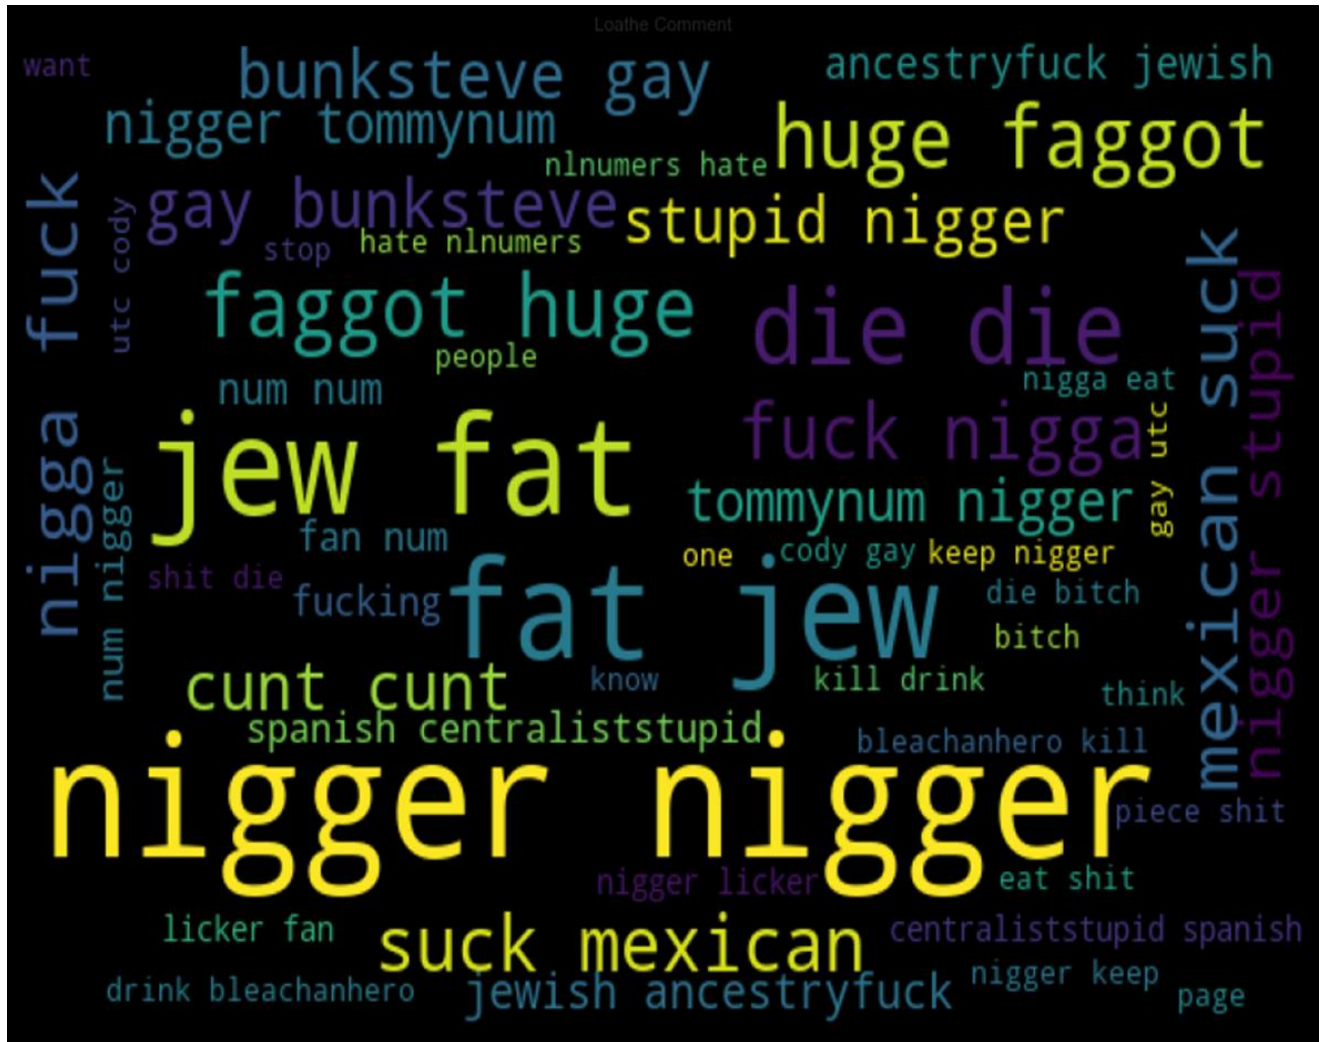 Loathe Comment
want
bunksteve gay
ancestryfuck jewish
nigger tommynum
huge faggot
nlnumers hate
nigga fuck
utc cody
gay bunksteve
stupid nigger
stop
hate nlnumers
faggot huge
die die
mexican suck
nigger stupid
people
num num
nigga eat
jew fat
fuck nigga
gay utc
num nigger
tommynum nigger
fan num
one
cody gay
keep nigger
shit die
fucking
fat jew
die bitch
bitch
cunt cunt
know
kill drink
think
spanish centraliststupid
bleachanhero kill
nigger nigger
piece shit
nigger licker
eat shit
licker fan
suck mexican
centraliststupid spanish
drink bleachanhero
jewish ancestryfuck
nigger keep
page